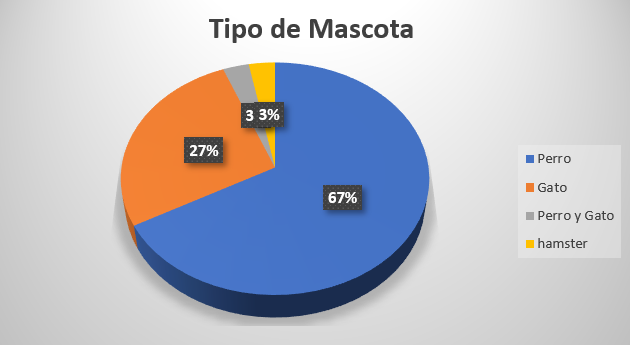 Tipo de Mascota
3
3%
27%
67%
Perro
Gato
Perro y Gato
hamster